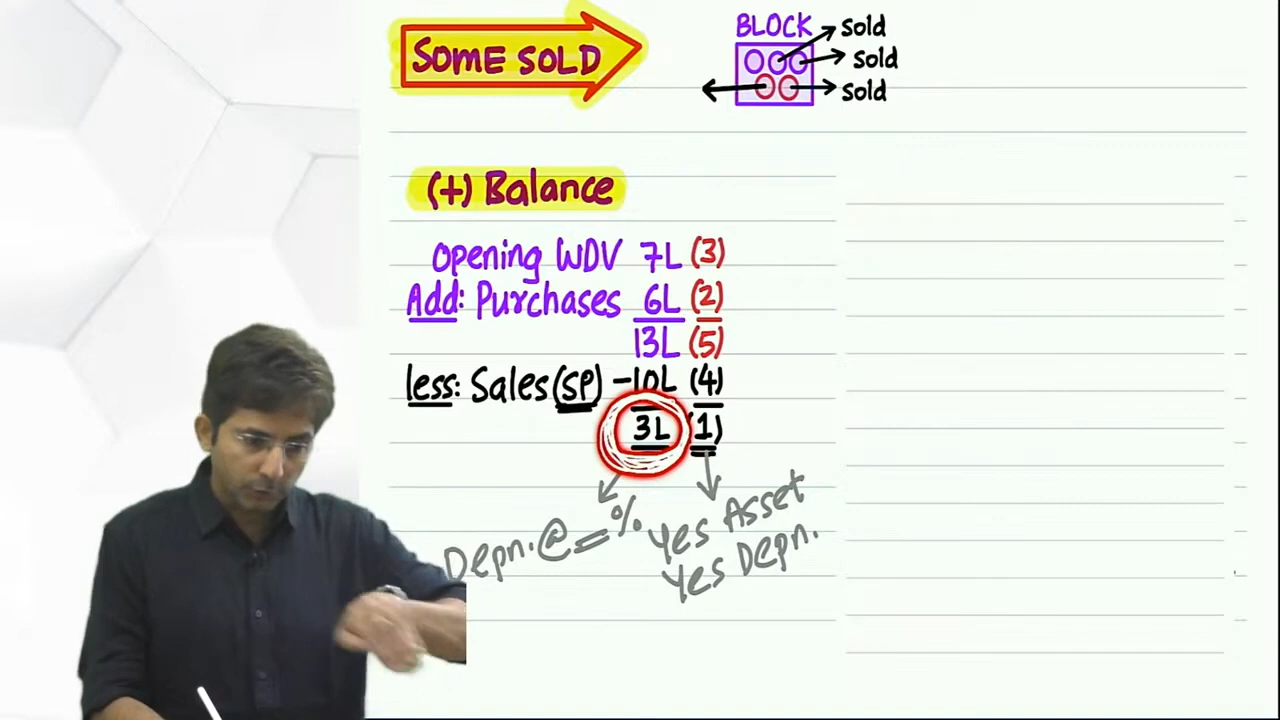 SOME SOLD
BLOCK
Sold
Sold
Sold
(+) Balance
Opening WDV 7L (3)
Add: Purchases 6L (2)
13L (5)
less: Sales (SP) -10L (4)
3L (1)
Depn. @ = %
Yes Asset
Yes Depn.